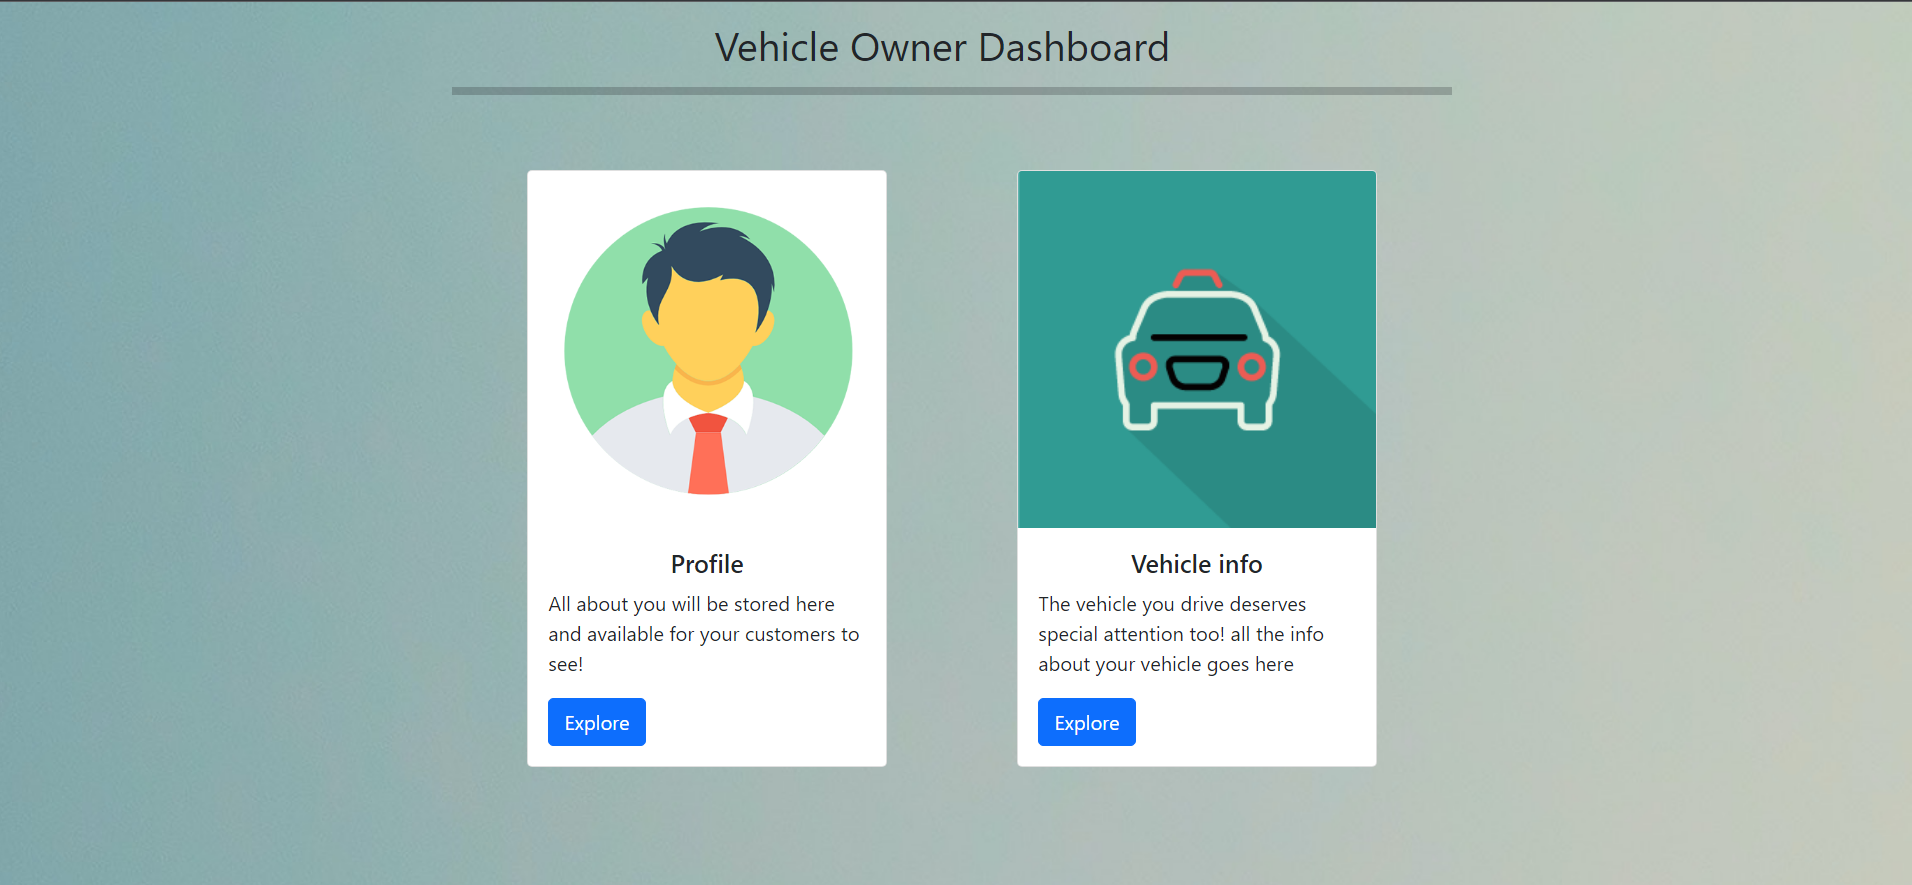 Vehicle Owner Dashboard
Profile
All about you will be stored here
and available for your customers to
see!
Explore
Vehicle info
The vehicle you drive deserves
special attention too! all the info
about your vehicle goes here
Explore